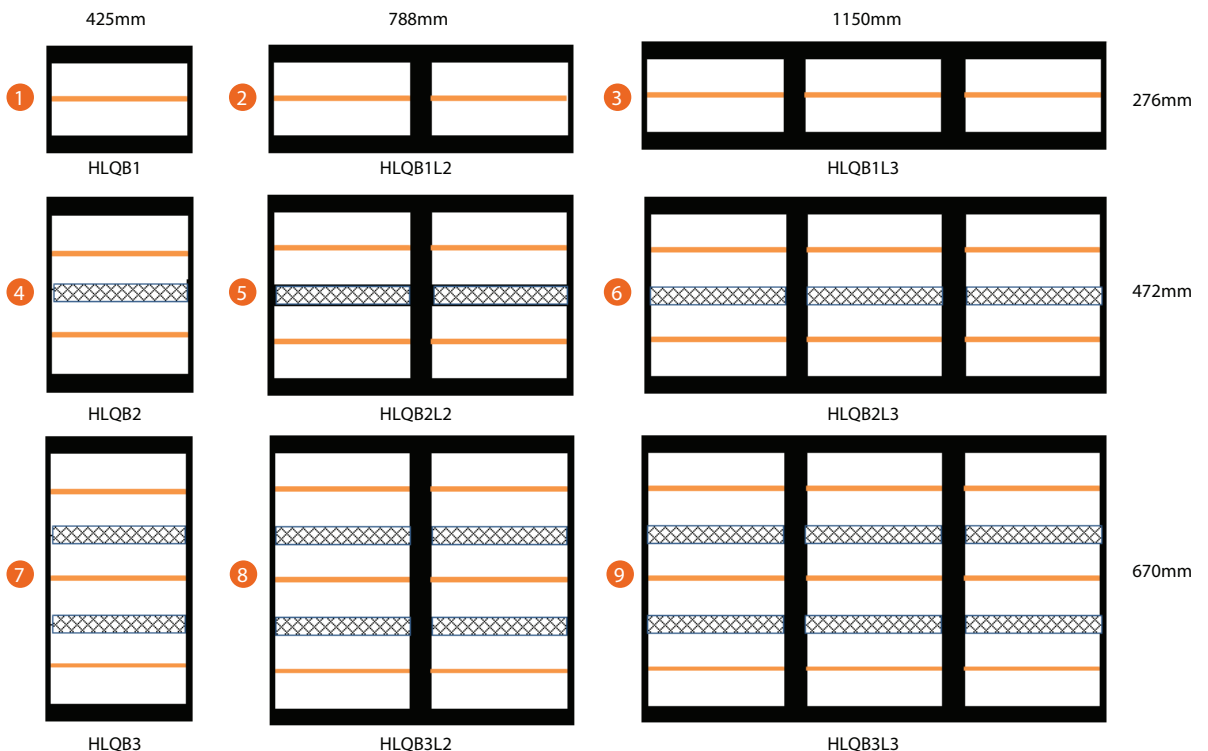 425mm
788mm
1150mm
1
2
3
276mm
HLQB1
HLQB1L2
HLQB1L3
4
5
6
472mm
HLQB2
HLQB2L2
HLQB2L3
7
8
9
670mm
HLQB3
HLQB3L2
HLQB3L3